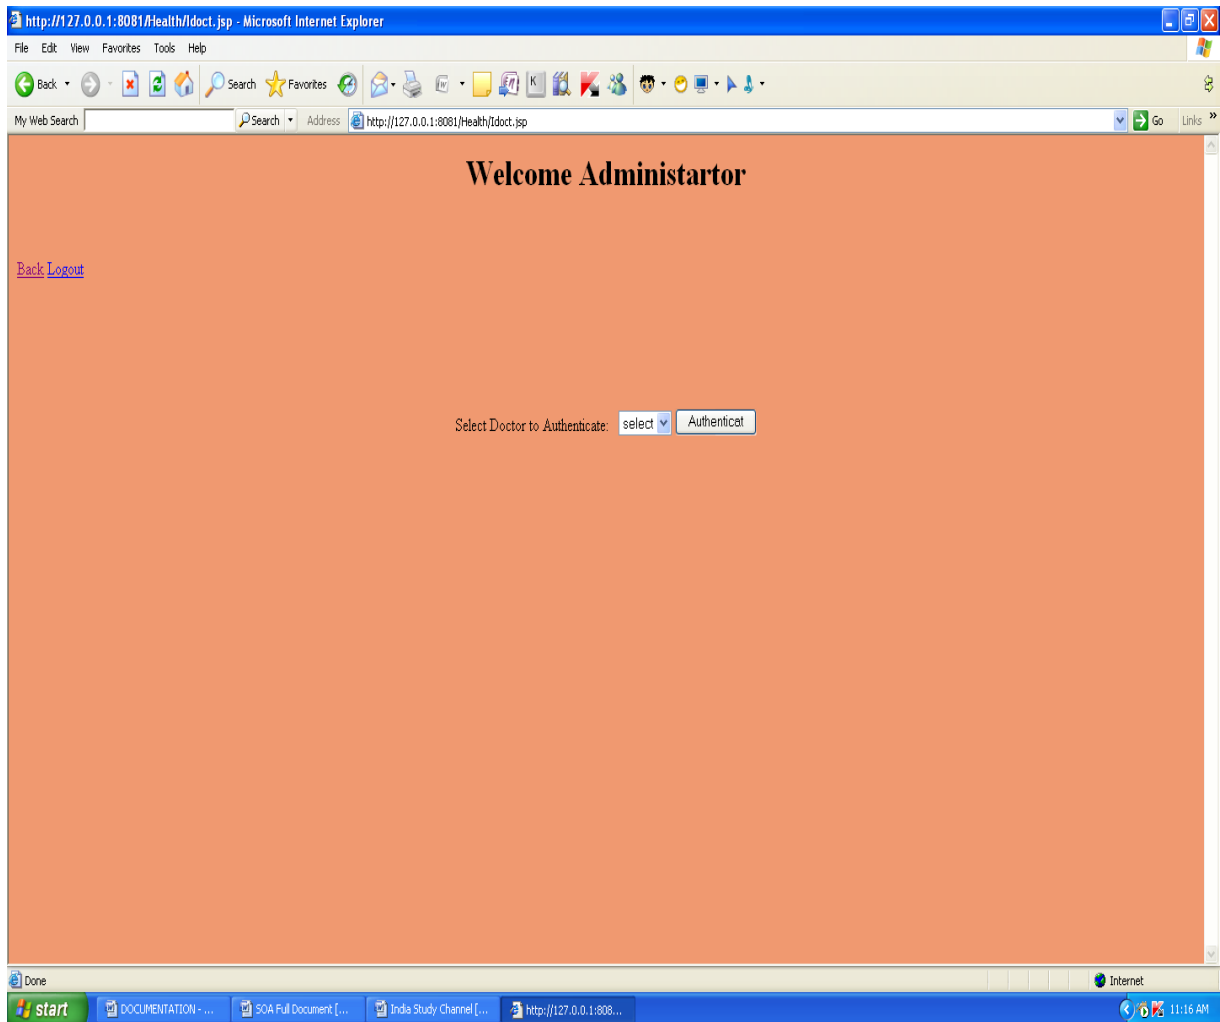 http://127.0.0.1:8081/Health/Idoct.jsp - Microsoft Internet Explorer
File Edit View Favorites Tools Help
Back Search Favorites
My Web Search Search Address http://127.0.0.1:8081/Health/Idoct.jsp Go Links »
Welcome Administartor
Back Logout
Select Doctor to Authenticate: select Authenticat
Done Internet
start DOCUMENTATION - ... SOA Full Document [... India Study Channel [... http://127.0.0.1:808... 11:16 AM